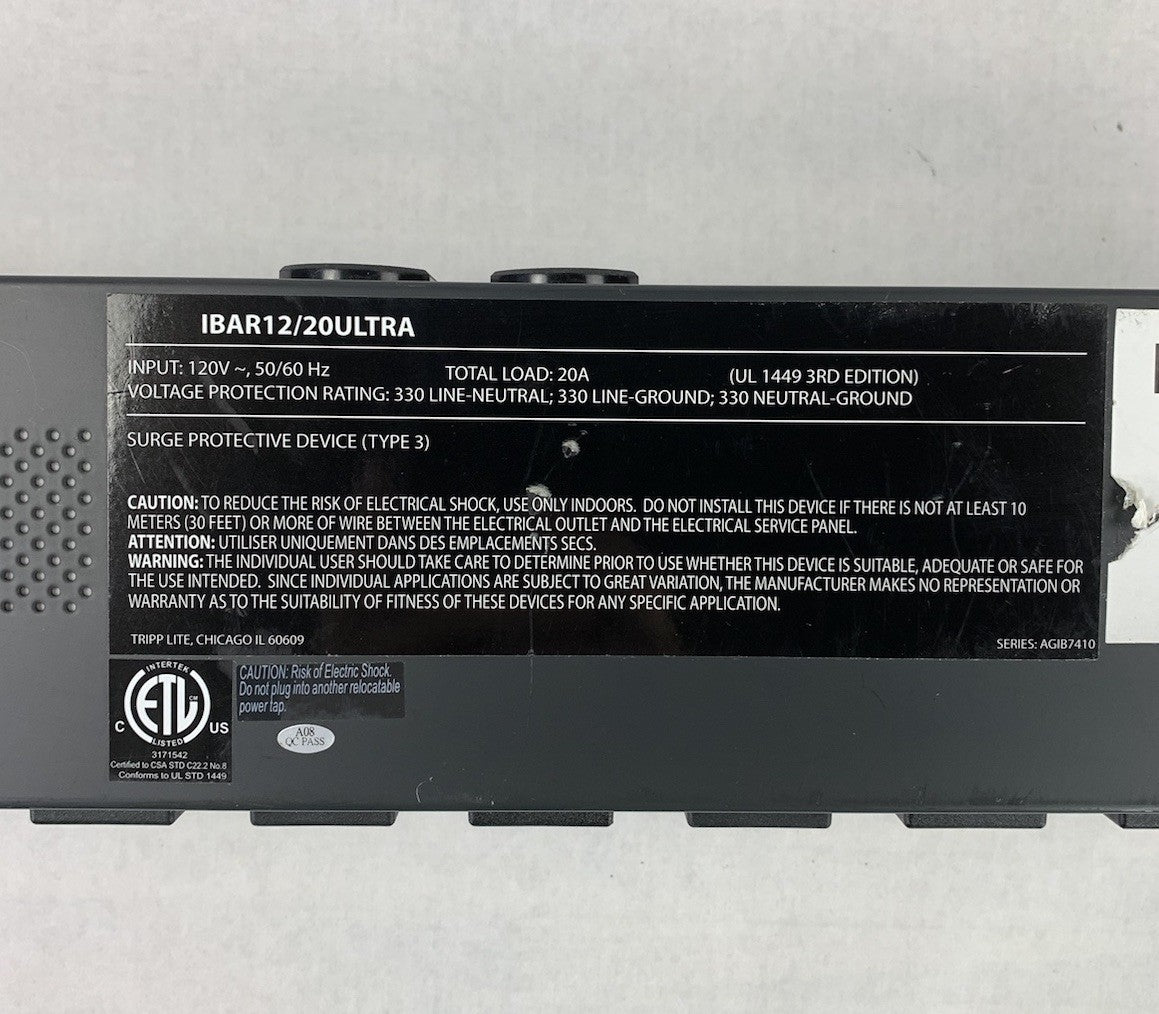 IBAR12/20ULTRA
INPUT: 120V ~, 50/60 Hz TOTAL LOAD: 20A (UL 1449 3RD EDITION)
VOLTAGE PROTECTION RATING: 330 LINE-NEUTRAL; 330 LINE-GROUND; 330 NEUTRAL-GROUND
SURGE PROTECTIVE DEVICE (TYPE 3)
CAUTION: TO REDUCE THE RISK OF ELECTRICAL SHOCK, USE ONLY INDOORS. DO NOT INSTALL THIS DEVICE IF THERE IS NOT AT LEAST 10
METERS (30 FEET) OR MORE OF WIRE BETWEEN THE ELECTRICAL OUTLET AND THE ELECTRICAL SERVICE PANEL.
ATTENTION: UTILISER UNIQUEMENT DANS DES EMPLACEMENTS SECS.
WARNING: THE INDIVIDUAL USER SHOULD TAKE CARE TO DETERMINE PRIOR TO USE WHETHER THIS DEVICE IS SUITABLE, ADEQUATE OR SAFE FOR
THE USE INTENDED. SINCE INDIVIDUAL APPLICATIONS ARE SUBJECT TO GREAT VARIATION, THE MANUFACTURER MAKES NO REPRESENTATION OR
WARRANTY AS TO THE SUITABILITY OF FITNESS OF THESE DEVICES FOR ANY SPECIFIC APPLICATION.
TRIPP LITE, CHICAGO IL 60609 SERIES: AGIB7410
INTERTEK
ETL CM
C US
LISTED
3171542
Certified to CSA STD C22.2 No.8
Conforms to UL STD 1449
CAUTION: Risk of Electric Shock.
Do not plug into another relocatable
power tap.
A08
QC PASS